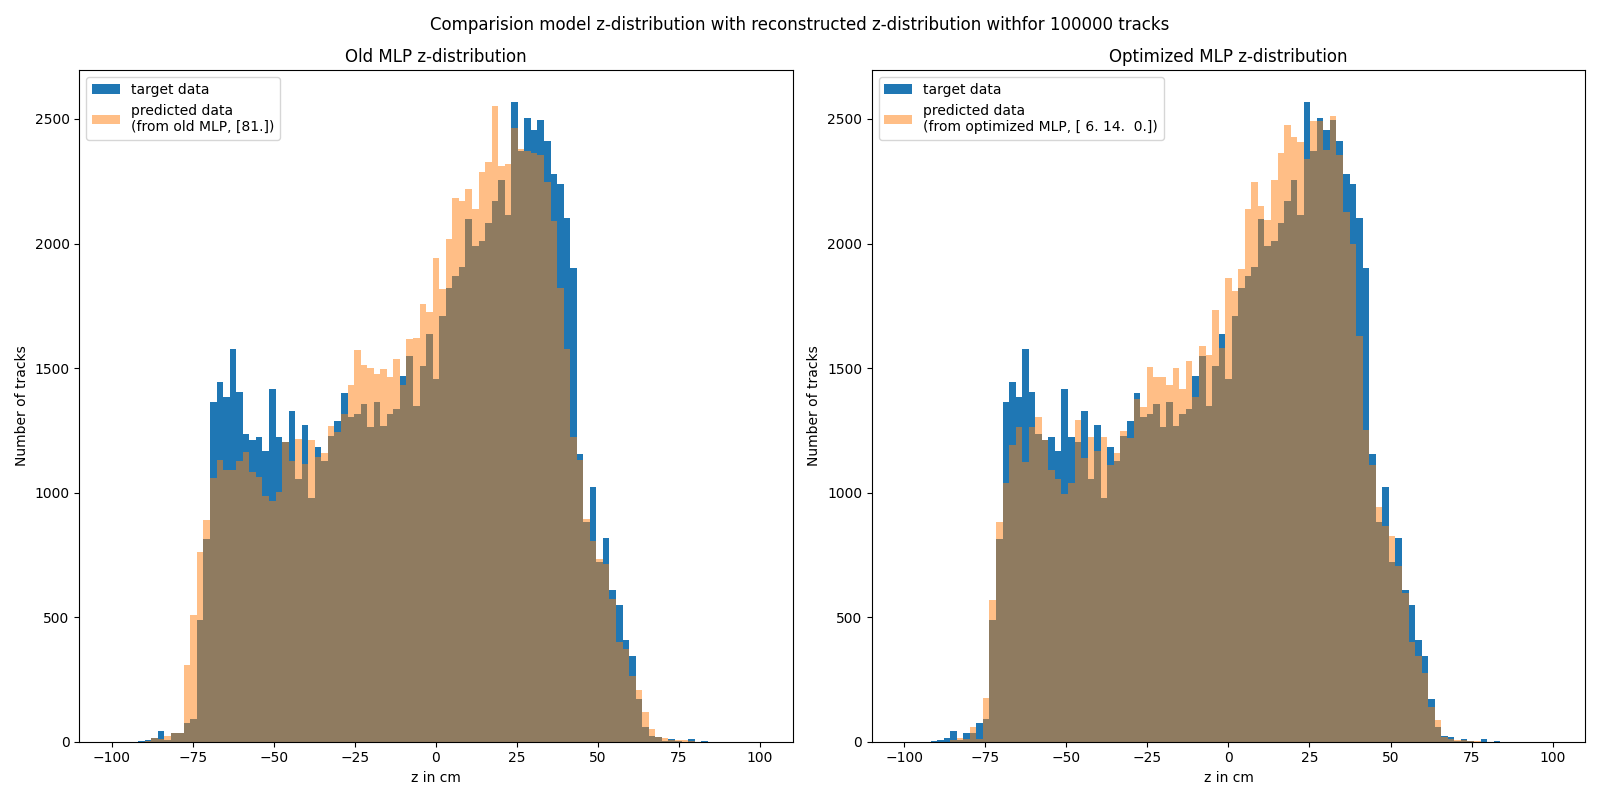 Comparision model z-distribution with reconstructed z-distribution withfor 100000 tracks
Old MLP z-distribution
target data
predicted data
(from old MLP, [81.])
Number of tracks
2500
2000
1500
1000
500
0
−100
−75
−50
−25
0
25
50
75
100
z in cm
Optimized MLP z-distribution
target data
predicted data
(from optimized MLP, [ 6. 14.  0.])
Number of tracks
2500
2000
1500
1000
500
0
−100
−75
−50
−25
0
25
50
75
100
z in cm